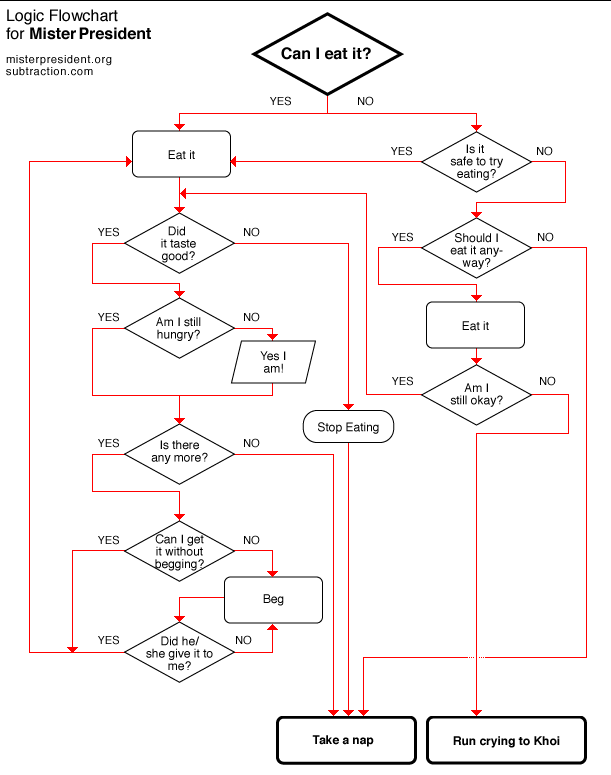 Logic Flowchart
for Mister President
misterpresident.org
subtraction.com
Can I eat it?
YES
NO
Eat it
YES
Is it
safe to try
eating?
NO
YES
Did
it taste
good?
NO
YES
Should I
eat it any-
way?
NO
YES
Am I still
hungry?
NO
Yes I
am!
Eat it
YES
Am I
still okay?
NO
Stop Eating
YES
Is there
any more?
NO
YES
Can I get
it without
begging?
NO
Beg
YES
Did he/
she give it to
me?
NO
Take a nap
Run crying to Khoi